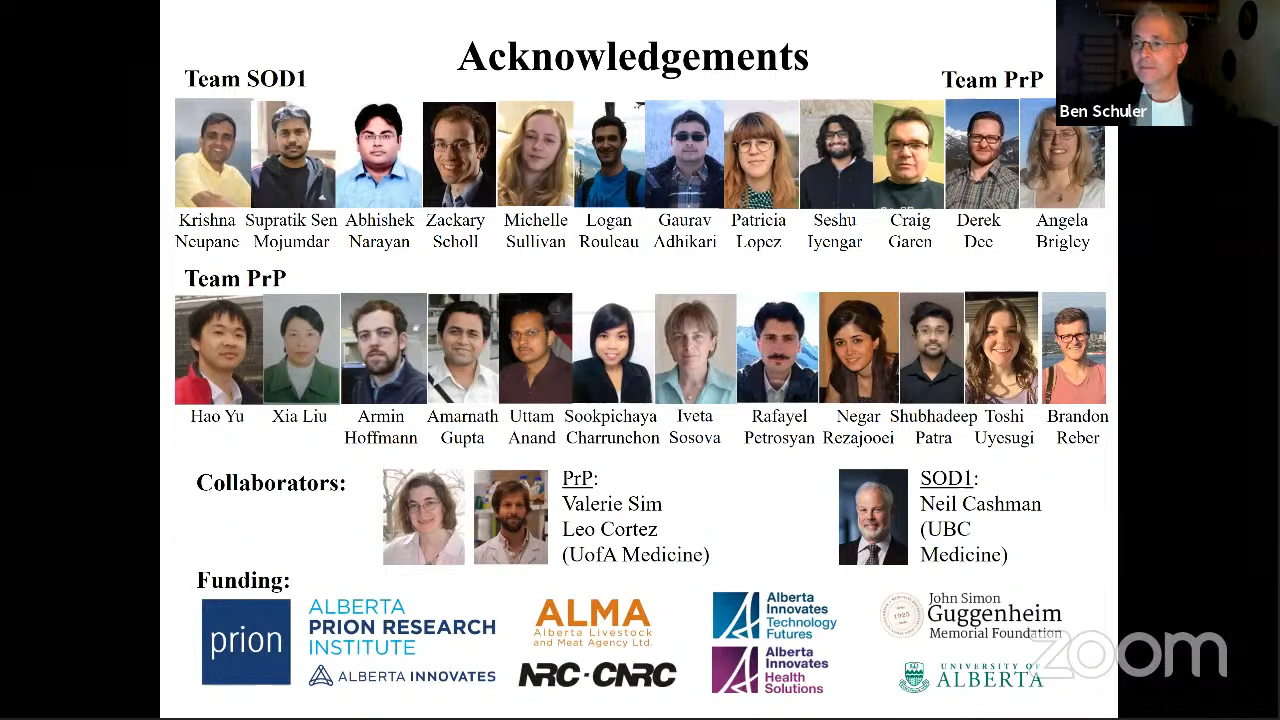 Acknowledgements
Team SOD1
Team PrP
Ben Schuler
Krishna Supratik Sen Abhishek Zackary Michelle Logan Gaurav Patricia Seshu Craig Derek Angela
Neupane Mojumdar Narayan Scholl Sullivan Rouleau Adhikari Lopez Iyengar Garen Dee Brigley
Team PrP
Hao Yu Xia Liu Armin Amarnath Uttam Sookpichaya Iveta Rafayel Negar Shubhadeep Toshi Brandon
Hoffmann Gupta Anand Charrunchon Sosova Petrosyan Rezajooei Patra Uyesugi Reber
Collaborators:
PrP:
Valerie Sim
Leo Cortez
(UofA Medicine)
SOD1:
Neil Cashman
(UBC
Medicine)
Funding:
prion
ALBERTA
PRION RESEARCH
INSTITUTE
ALBERTA INNOVATES
ALMA
Alberta Livestock
and Meat Agency Ltd.
NRC·CNRC
Alberta
Innovates
Technology
Futures
Alberta
Innovates
Health
Solutions
1925
John Simon
Guggenheim
Memorial Foundation
UNIVERSITY OF
ALBERTA
zoom